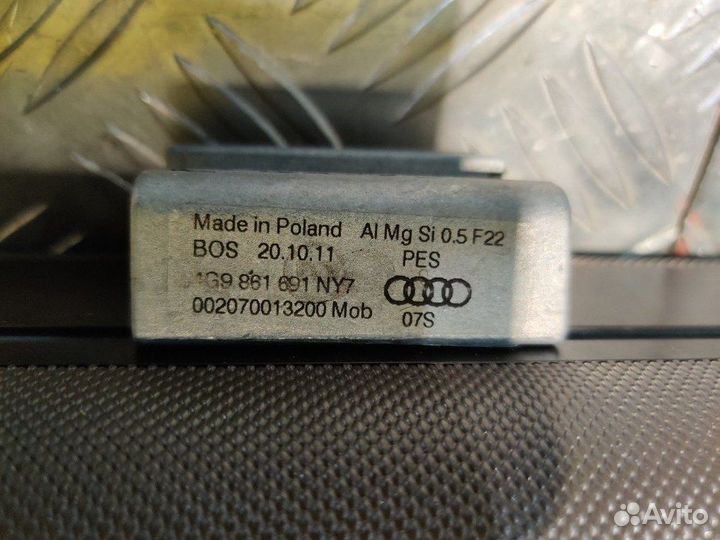 Made in Poland Al Mg Si 0.5 F22
BOS 20.10.11 PES
4G9 861 691 NY7
002070013200 Mob 07S
Avito